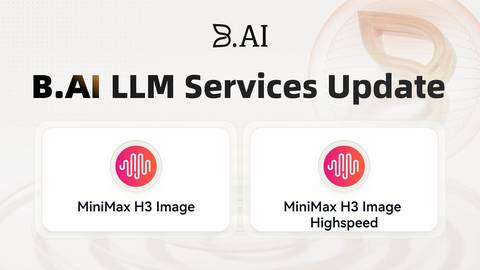 B.AI
B.AI LLM Services Update
MiniMax H3 Image
MiniMax H3 Image
Highspeed